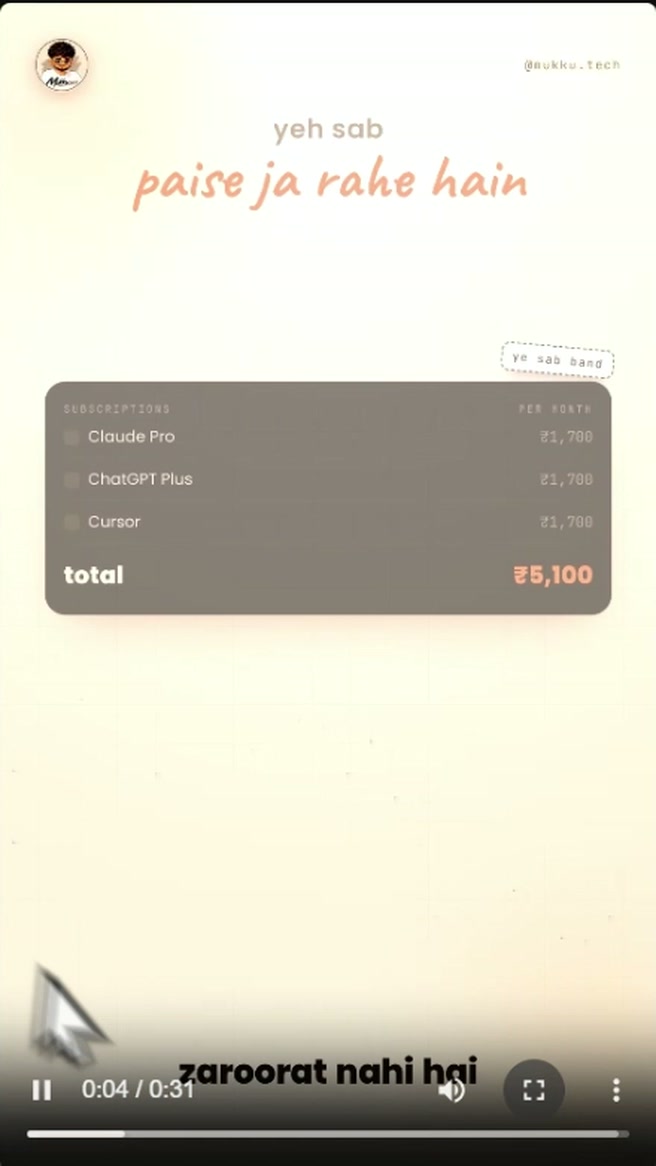 @mukku.tech
yeh sab
paise ja rahe hain
ye sab band
SUBSCRIPTIONS PER MONTH
Claude Pro ₹1,700
ChatGPT Plus ₹1,700
Cursor ₹1,700
total ₹5,100
zaroorat nahi hai
0:04 / 0:31